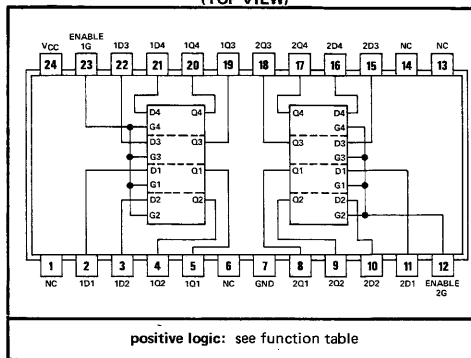 (TOP VIEW)
VCC ENABLE 1G 1D3 1D4 1Q4 1Q3 2Q3 2Q4 2D4 2D3 NC NC
24 23 22 21 20 19 18 17 16 15 14 13
D4 Q4 Q4 D4
G4 G4
D3 Q3 Q3 D3
G3 G3
D1 Q1 Q1 D1
G1 G1
D2 Q2 Q2 D2
G2 G2
1 2 3 4 5 6 7 8 9 10 11 12
NC 1D1 1D2 1Q2 1Q1 NC GND 2Q1 2Q2 2D2 2D1 ENABLE 2G
positive logic: see function table